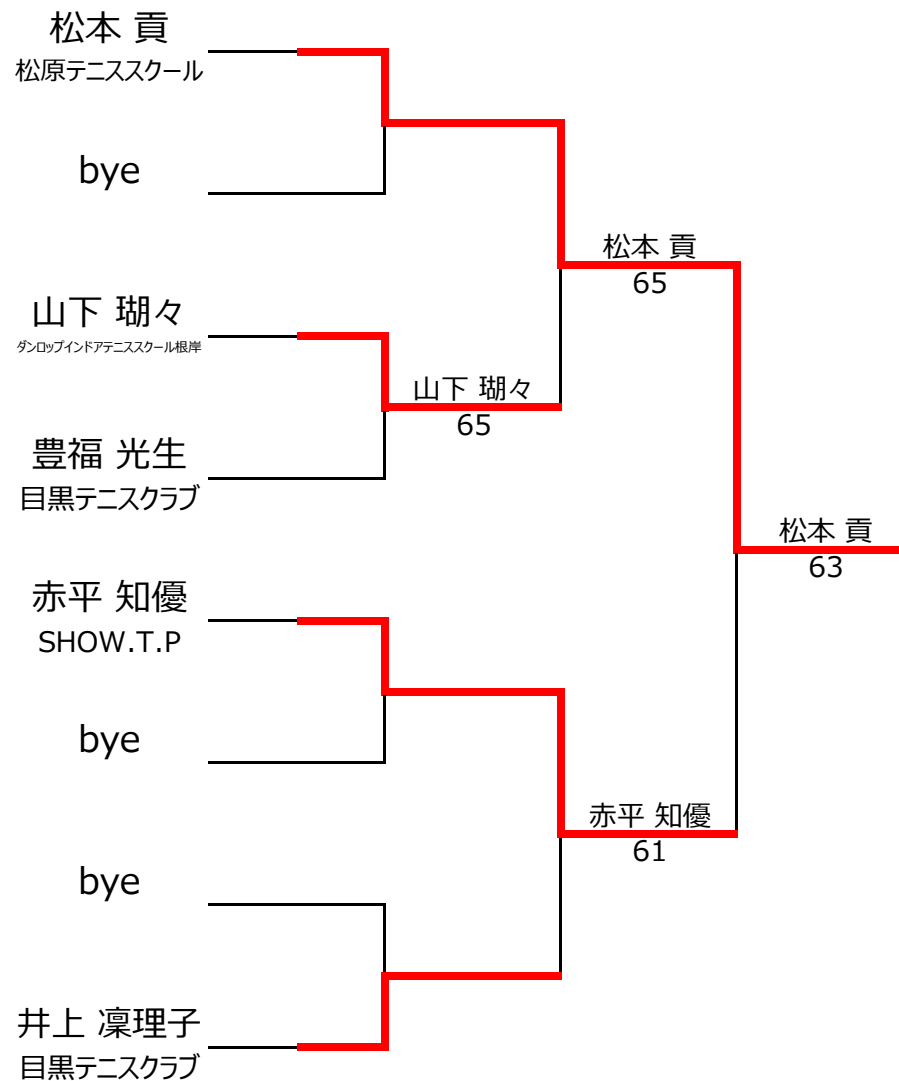 松本 貢
松原テニススクール
bye
山下 瑚々
ダンロップインドアテニススクール根岸
豊福 光生
目黒テニスクラブ
赤平 知優
SHOW.T.P
bye
bye
井上 凜理子
目黒テニスクラブ
山下 瑚々
65
松本 貢
65
赤平 知優
61
松本 貢
63